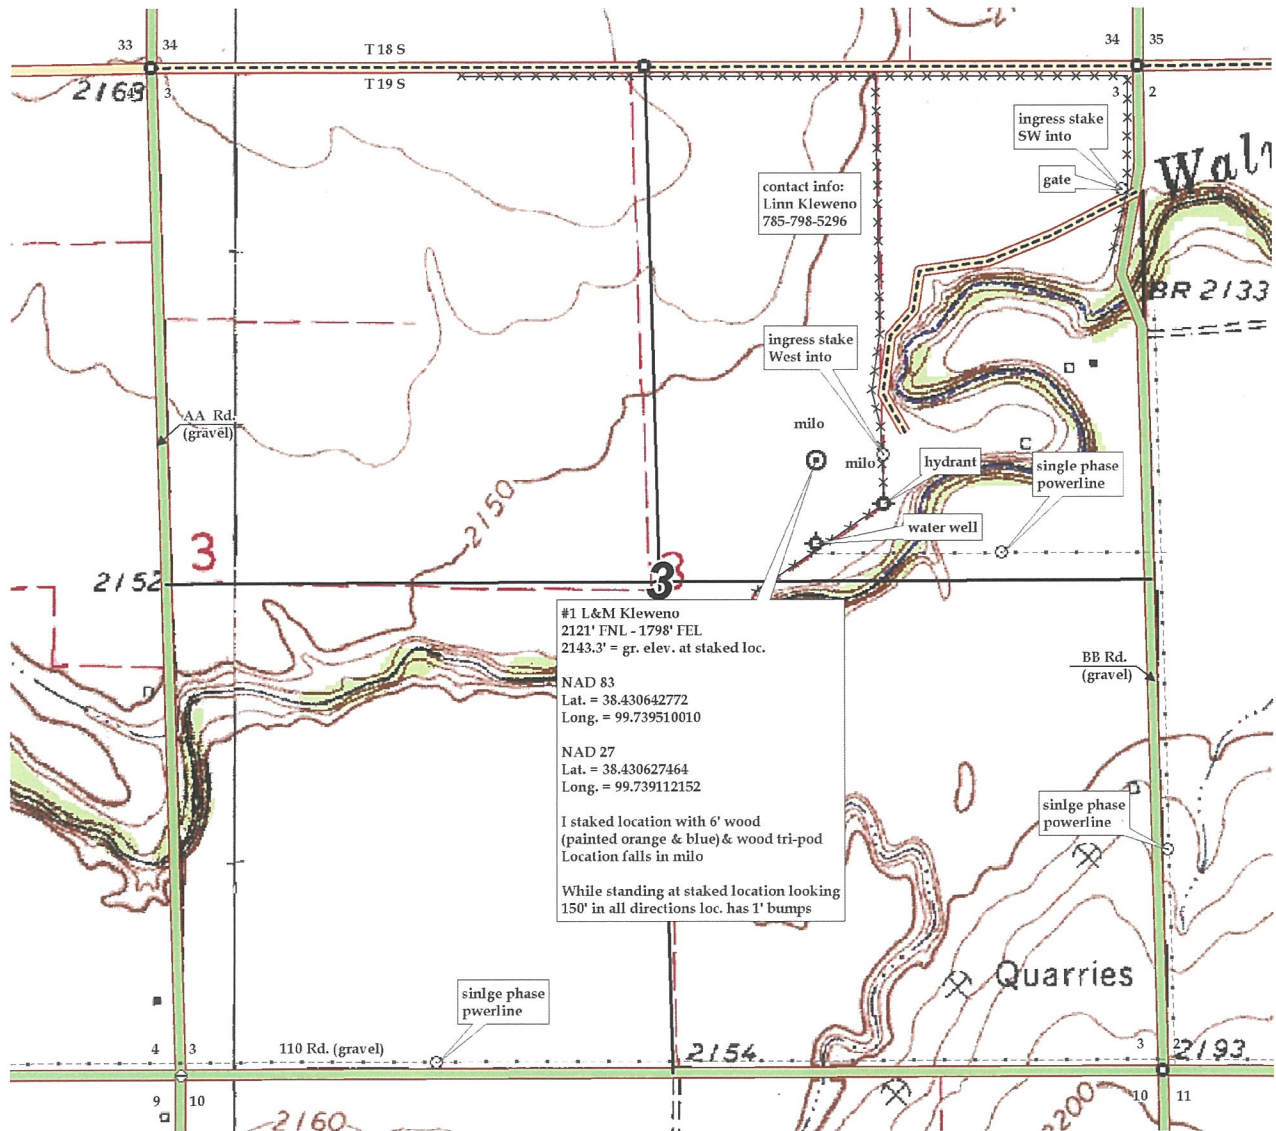 33 34
T 18 S
34 35
T 19 S
2163
4 3
3 2
ingress stake
SW into
gate
Waln
contact info:
Linn Kleweno
785-798-5296
BR 2133
ingress stake
West into
AA Rd.
(gravel)
milo
milo
hydrant
single phase
powerline
C
2150
water well
3
3
3
2152
#1 L&M Kleweno
2121' FNL - 1798' FEL
2143.3' = gr. elev. at staked loc.
NAD 83
Lat. = 38.430642772
Long. = 99.739510010
NAD 27
Lat. = 38.430627464
Long. = 99.739112152
I staked location with 6' wood
(painted orange & blue)& wood tri-pod
Location falls in milo
While standing at staked location looking
150' in all directions loc. has 1' bumps
BB Rd.
(gravel)
sinlge phase
powerline
Quarries
sinlge phase
pwerline
4 3
110 Rd. (gravel)
2154
3 2
2193
9 10
10 11
2160
2200